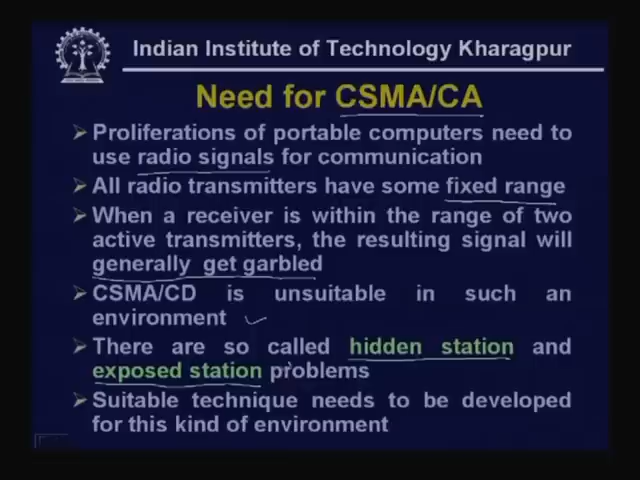 Indian Institute of Technology Kharagpur
Need for CSMA/CA
Proliferations of portable computers need to
use radio signals for communication
All radio transmitters have some fixed range
When a receiver is within the range of two
active transmitters, the resulting signal will
generally get garbled
CSMA/CD is unsuitable in such an
environment
There are so called hidden station and
exposed station problems
Suitable technique needs to be developed
for this kind of environment